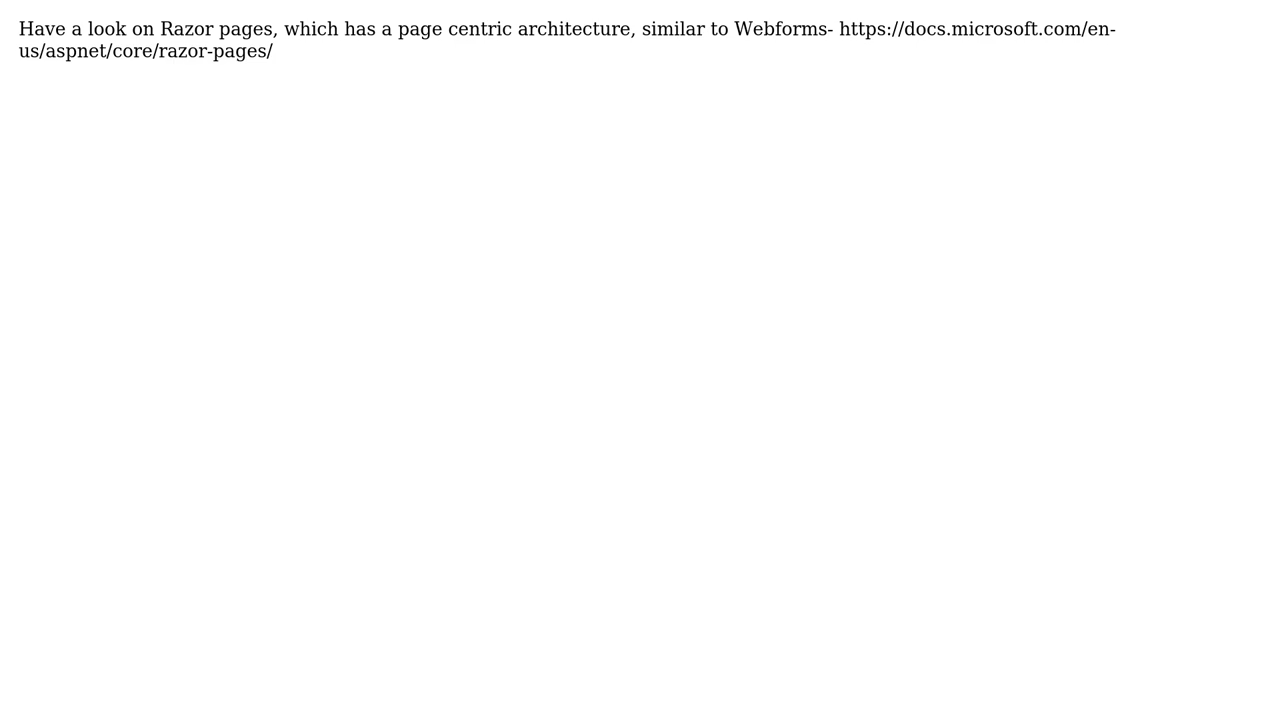 Have a look on Razor pages, which has a page centric architecture, similar to Webforms- https://docs.microsoft.com/en-
us/aspnet/core/razor-pages/